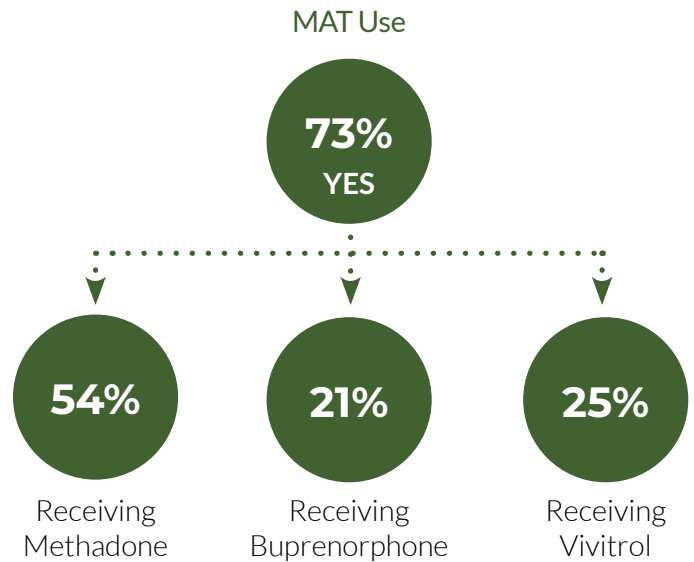 MAT Use
73%
YES
54%
21%
25%
Receiving
Methadone
Receiving
Buprenorphone
Receiving
Vivitrol